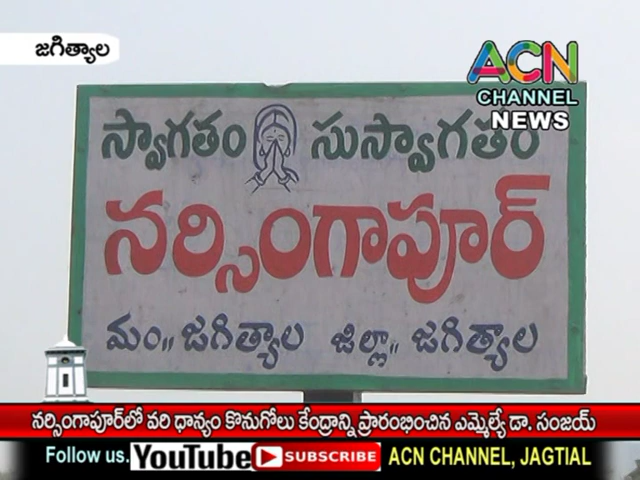 జగిత్యాల
ACN
CHANNEL
NEWS
స్వాగతం సుస్వాగతం
నర్సింగాపూర్
మం,, జగిత్యాల జిల్లా,, జగిత్యాల
నర్సింగాపూర్‌లో వరి ధాన్యం కొనుగోలు కేంద్రాన్ని ప్రారంభించిన ఎమ్మెల్యే డా. సంజయ్
Follow us. YouTube SUBSCRIBE ACN CHANNEL, JAGTIAL